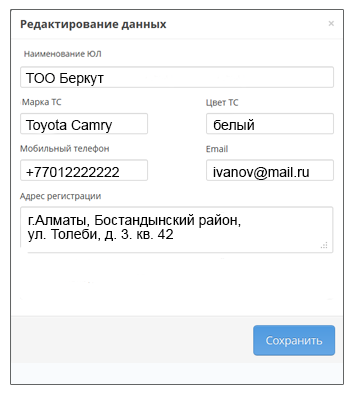 Редактирование данных ×
Наименование ЮЛ
ТОО Беркут
Марка ТС Цвет ТС
Toyota Camry белый
Мобильный телефон Email
+77012222222 ivanov@mail.ru
Адрес регистрации
г.Алматы, Бостандынский район,
ул. Толеби, д. 3. кв. 42
Сохранить